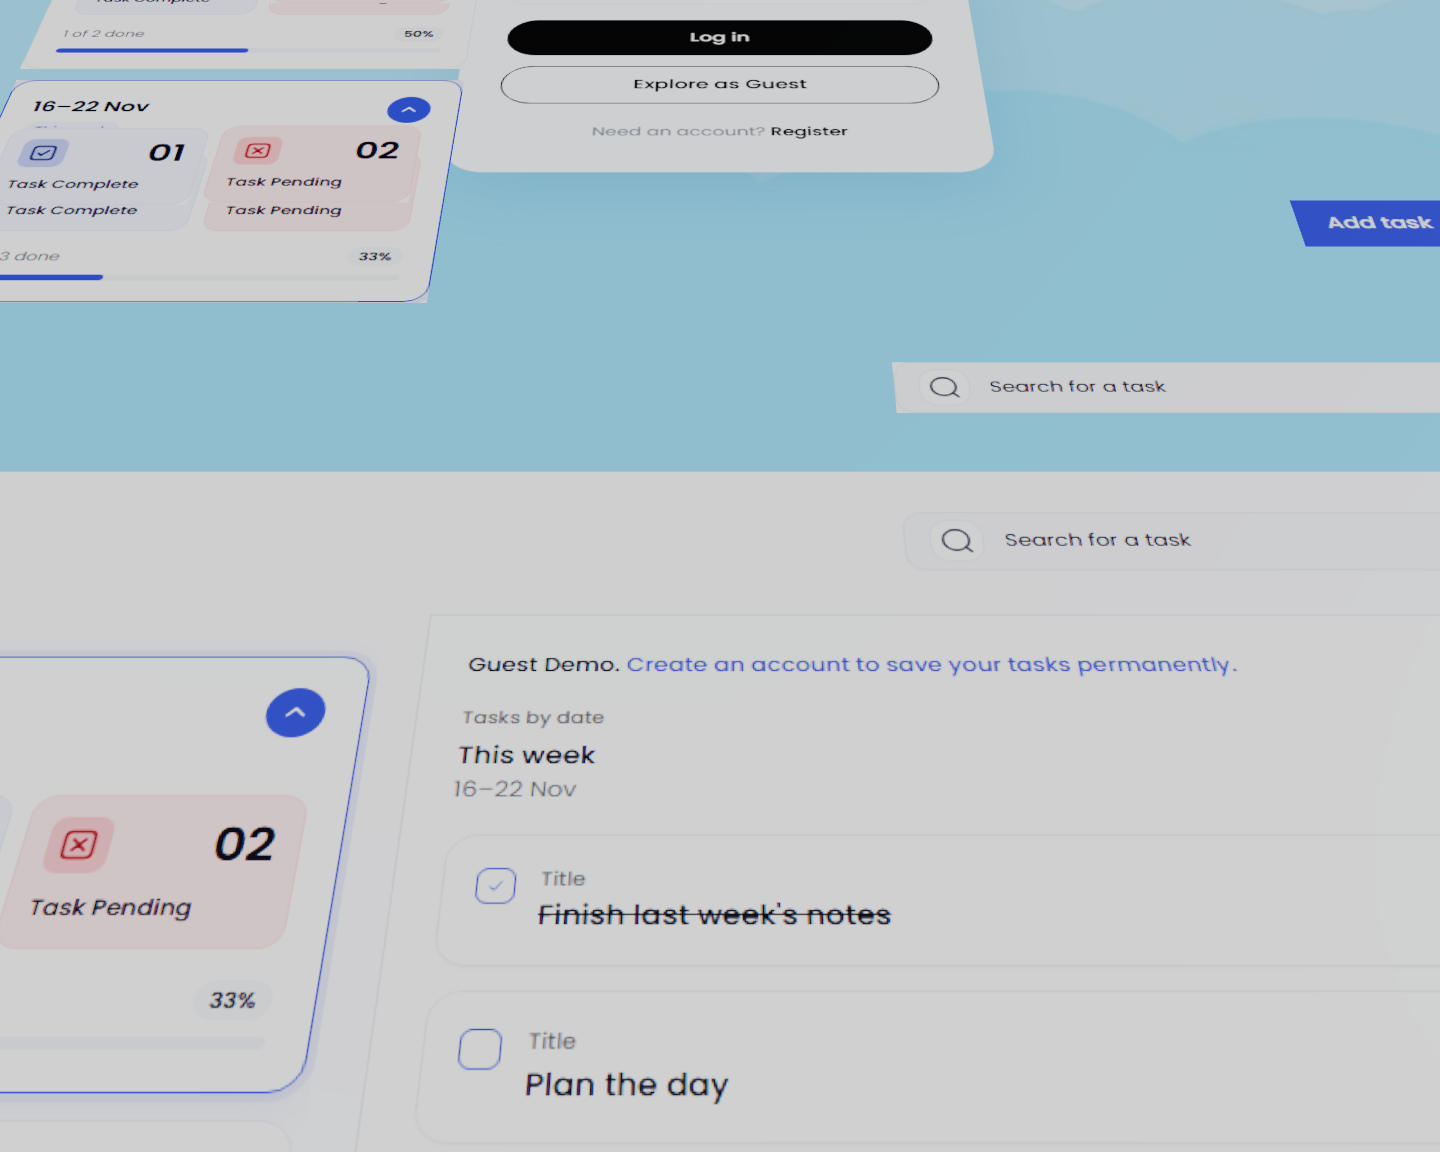 Task Complete
1 of 2 done
50%
Log in
Explore as Guest
Need an account? Register
16–22 Nov
01
02
Task Complete
Task Pending
Task Complete
Task Pending
3 done
33%
Add task
Search for a task
Search for a task
Guest Demo. Create an account to save your tasks permanently.
Tasks by date
This week
16–22 Nov
02
Task Pending
33%
Title
Finish last week's notes
Title
Plan the day